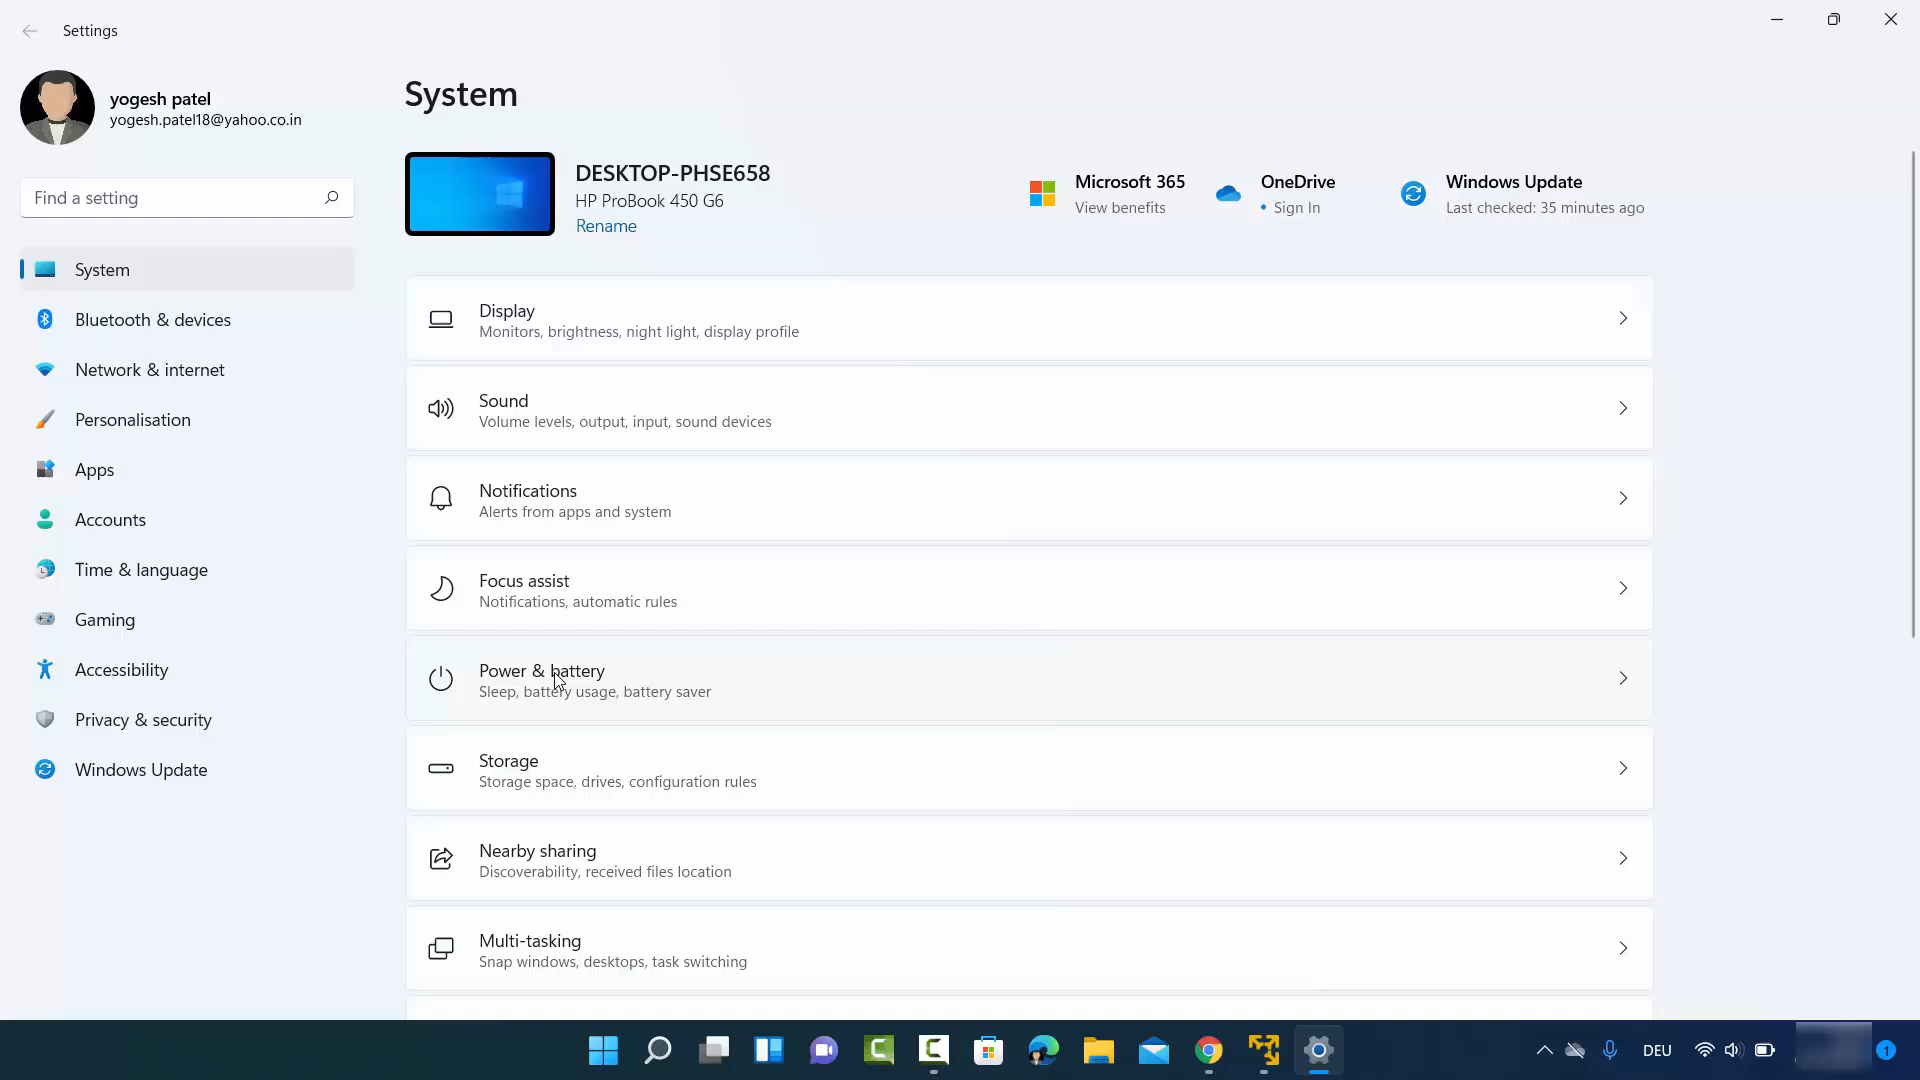 Settings
yogesh patel
yogesh.patel18@yahoo.co.in
Find a setting
System
Bluetooth & devices
Network & internet
Personalisation
Apps
Accounts
Time & language
Gaming
Accessibility
Privacy & security
Windows Update
System
DESKTOP-PHSE658
HP ProBook 450 G6
Rename
Microsoft 365
View benefits
OneDrive
• Sign In
Windows Update
Last checked: 35 minutes ago
Display
Monitors, brightness, night light, display profile
Sound
Volume levels, output, input, sound devices
Notifications
Alerts from apps and system
Focus assist
Notifications, automatic rules
Power & battery
Sleep, battery usage, battery saver
Storage
Storage space, drives, configuration rules
Nearby sharing
Discoverability, received files location
Multi-tasking
Snap windows, desktops, task switching
DEU
1